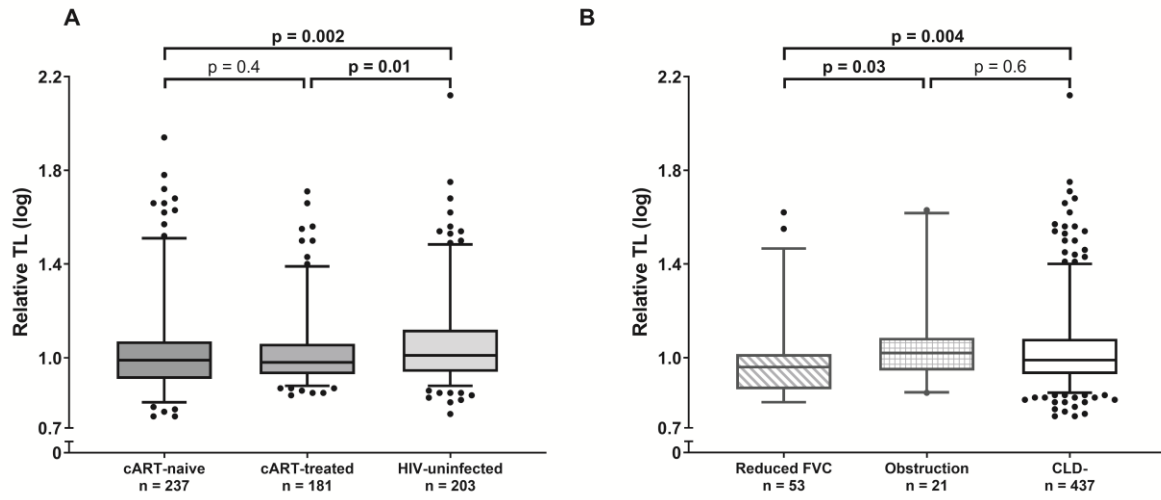 A
p = 0.002
p = 0.4
p = 0.01
Relative TL (log)
2.2
1.8
1.4
1.0
0.7
0
cART-naive
n = 237
cART-treated
n = 181
HIV-uninfected
n = 203
B
p = 0.004
p = 0.03
p = 0.6
Relative TL (log)
2.2
1.8
1.4
1.0
0.7
0
Reduced FVC
n = 53
Obstruction
n = 21
CLD-
n = 437